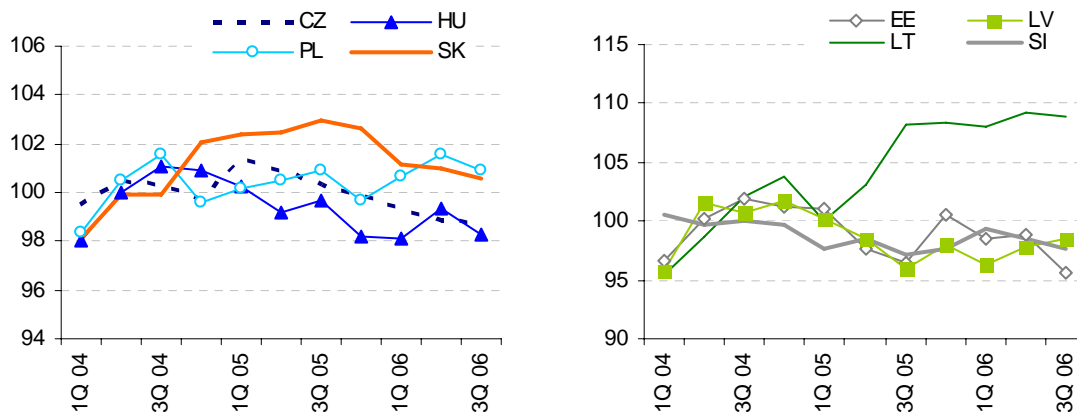 CZ HU
PL SK
106
104
102
100
98
96
94
1Q 04
3Q 04
1Q 05
3Q 05
1Q 06
3Q 06
EE LV
LT SI
115
110
105
100
95
90
1Q 04
3Q 04
1Q 05
3Q 05
1Q 06
3Q 06